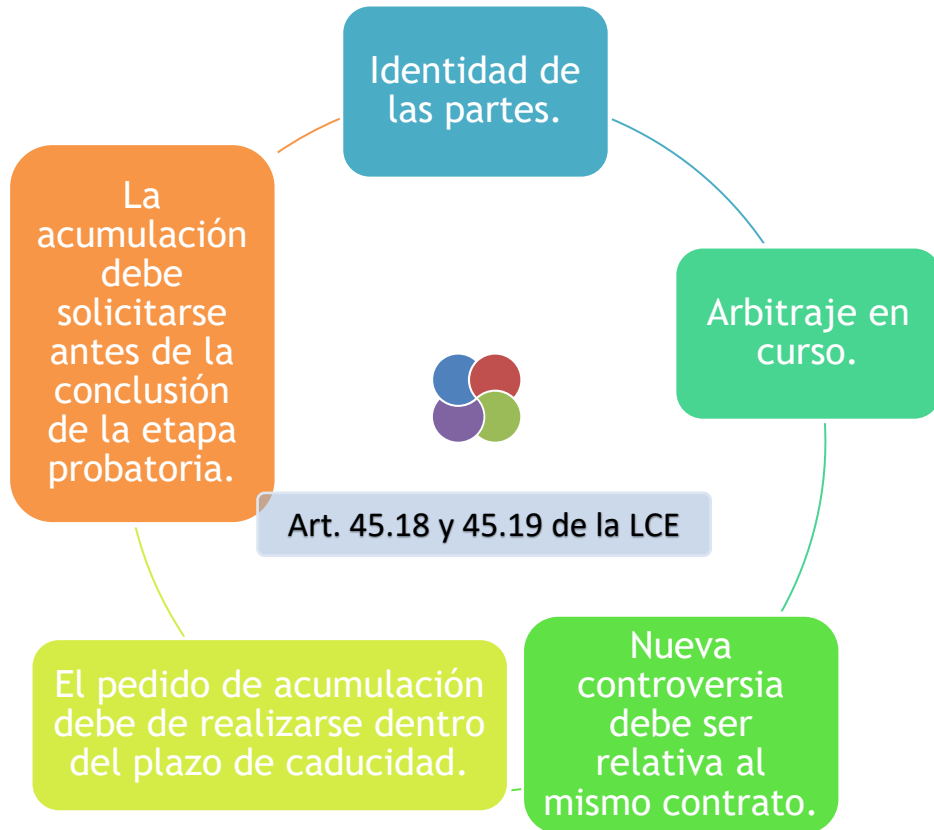 Identidad de
las partes.
Arbitraje en
curso.
Nueva
controversia
debe ser
relativa al
mismo contrato.
El pedido de acumulación
debe de realizarse dentro
del plazo de caducidad.
La
acumulación
debe
solicitarse
antes de la
conclusión
de la etapa
probatoria.
Art. 45.18 y 45.19 de la LCE